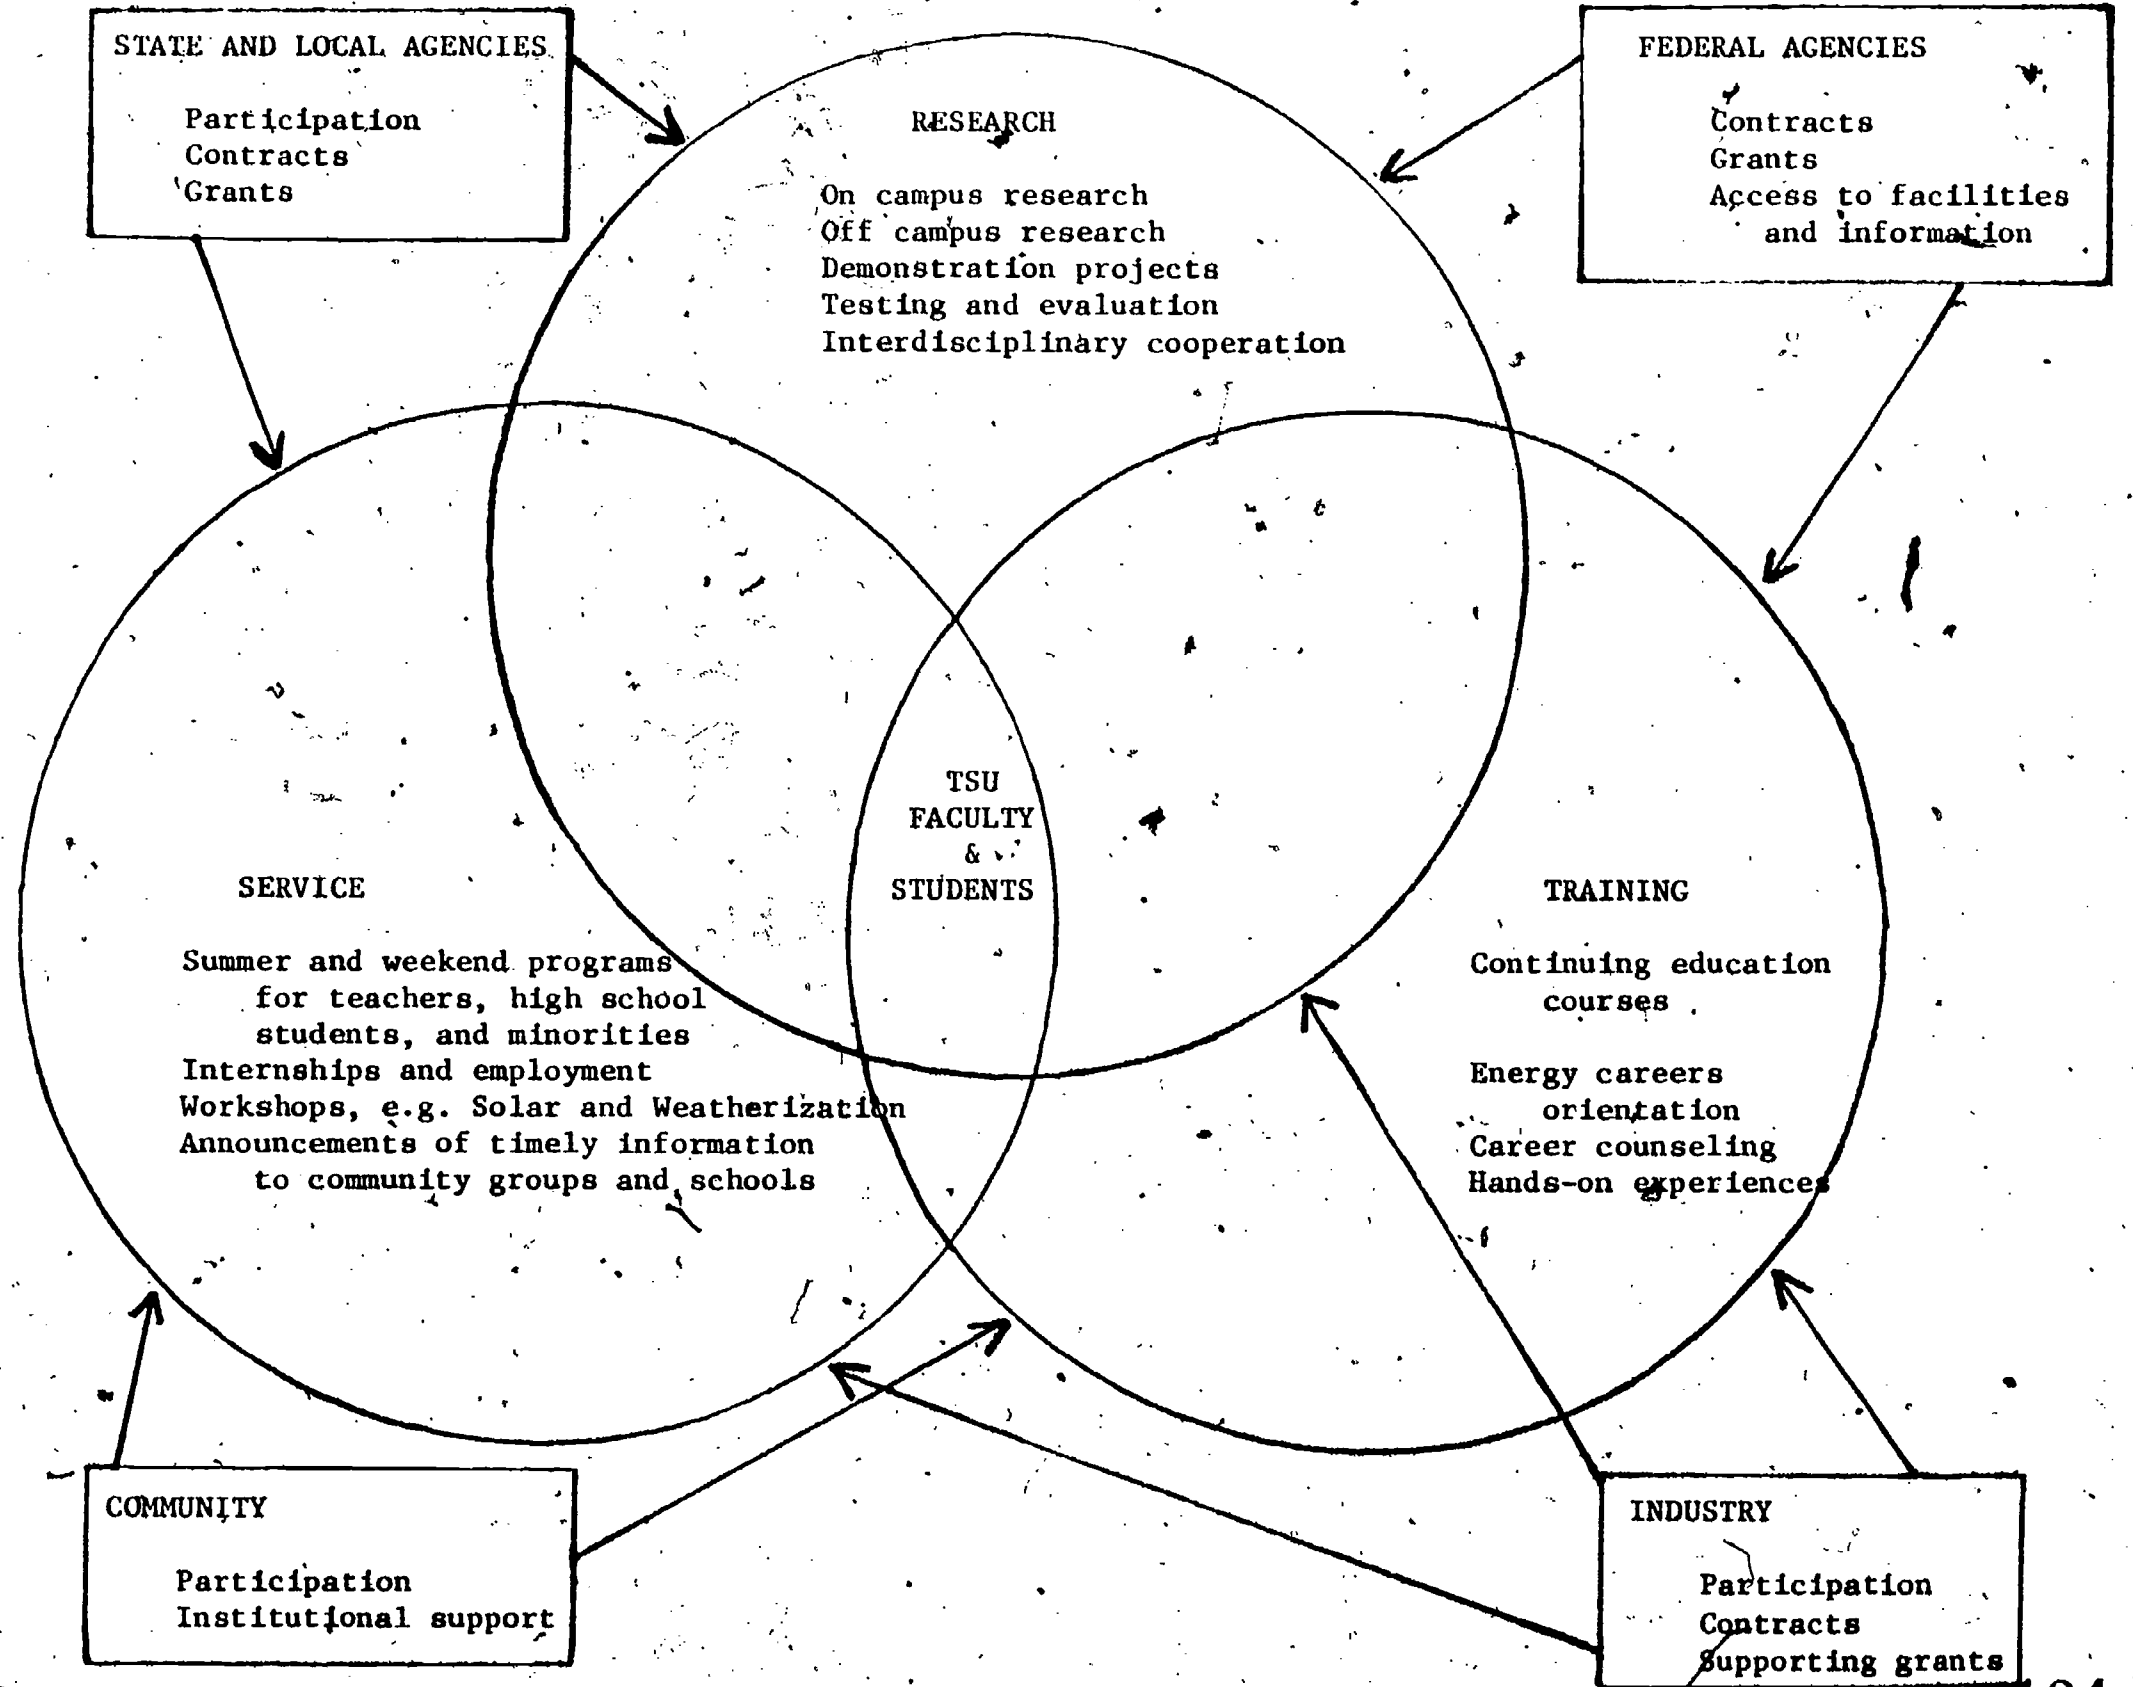 STATE AND LOCAL AGENCIES
Participation
Contracts
Grants
FEDERAL AGENCIES
Contracts
Grants
Access to facilities
and information
RESEARCH
On campus research
Off campus research
Demonstration projects
Testing and evaluation
Interdisciplinary cooperation
TSU
FACULTY
&
STUDENTS
SERVICE
Summer and weekend programs
for teachers, high school
students, and minorities
Internships and employment
Workshops, e.g. Solar and Weatherization
Announcements of timely information
to community groups and schools
TRAINING
Continuing education
courses
Energy careers
orientation
Career counseling
Hands-on experiences
COMMUNITY
Participation
Institutional support
INDUSTRY
Participation
Contracts
Supporting grants